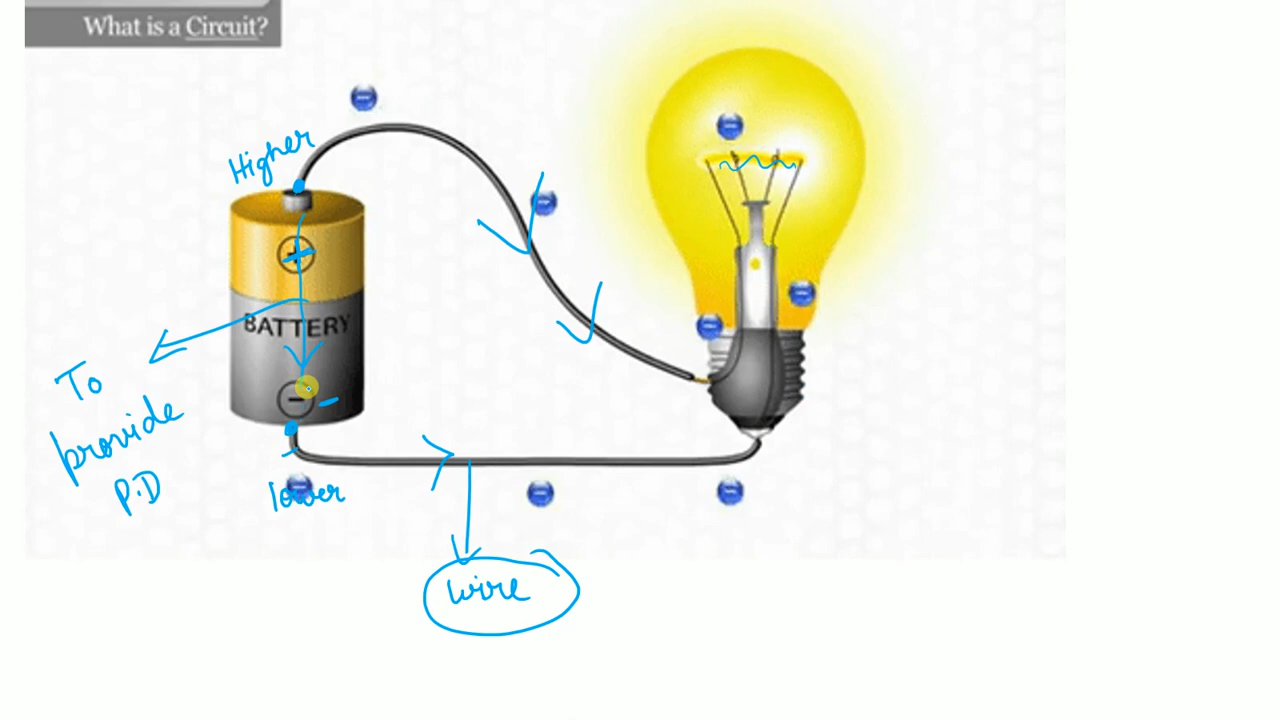 What is a Circuit?
Higher
+
BATTERY
-
-
To
provide
P.D
lower
wire